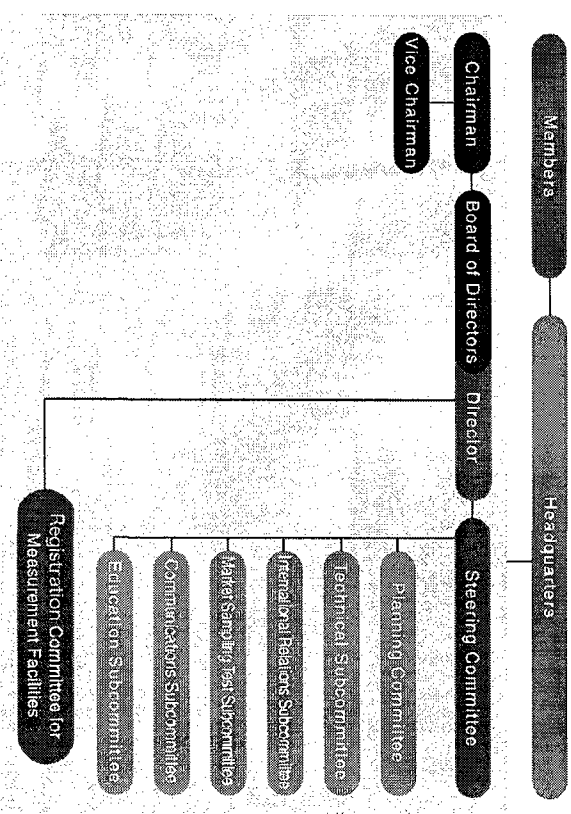 Members
Headquarters
Chairman
Vice Chairman
Board of Directors
Director
Steering Committee
Planning Committee
Technical Subcommittee
International Relations Subcommittee
Market Sampling Test Subcommittee
Communications Subcommittee
Education Subcommittee
Registration Committee for
Measurement Facilities